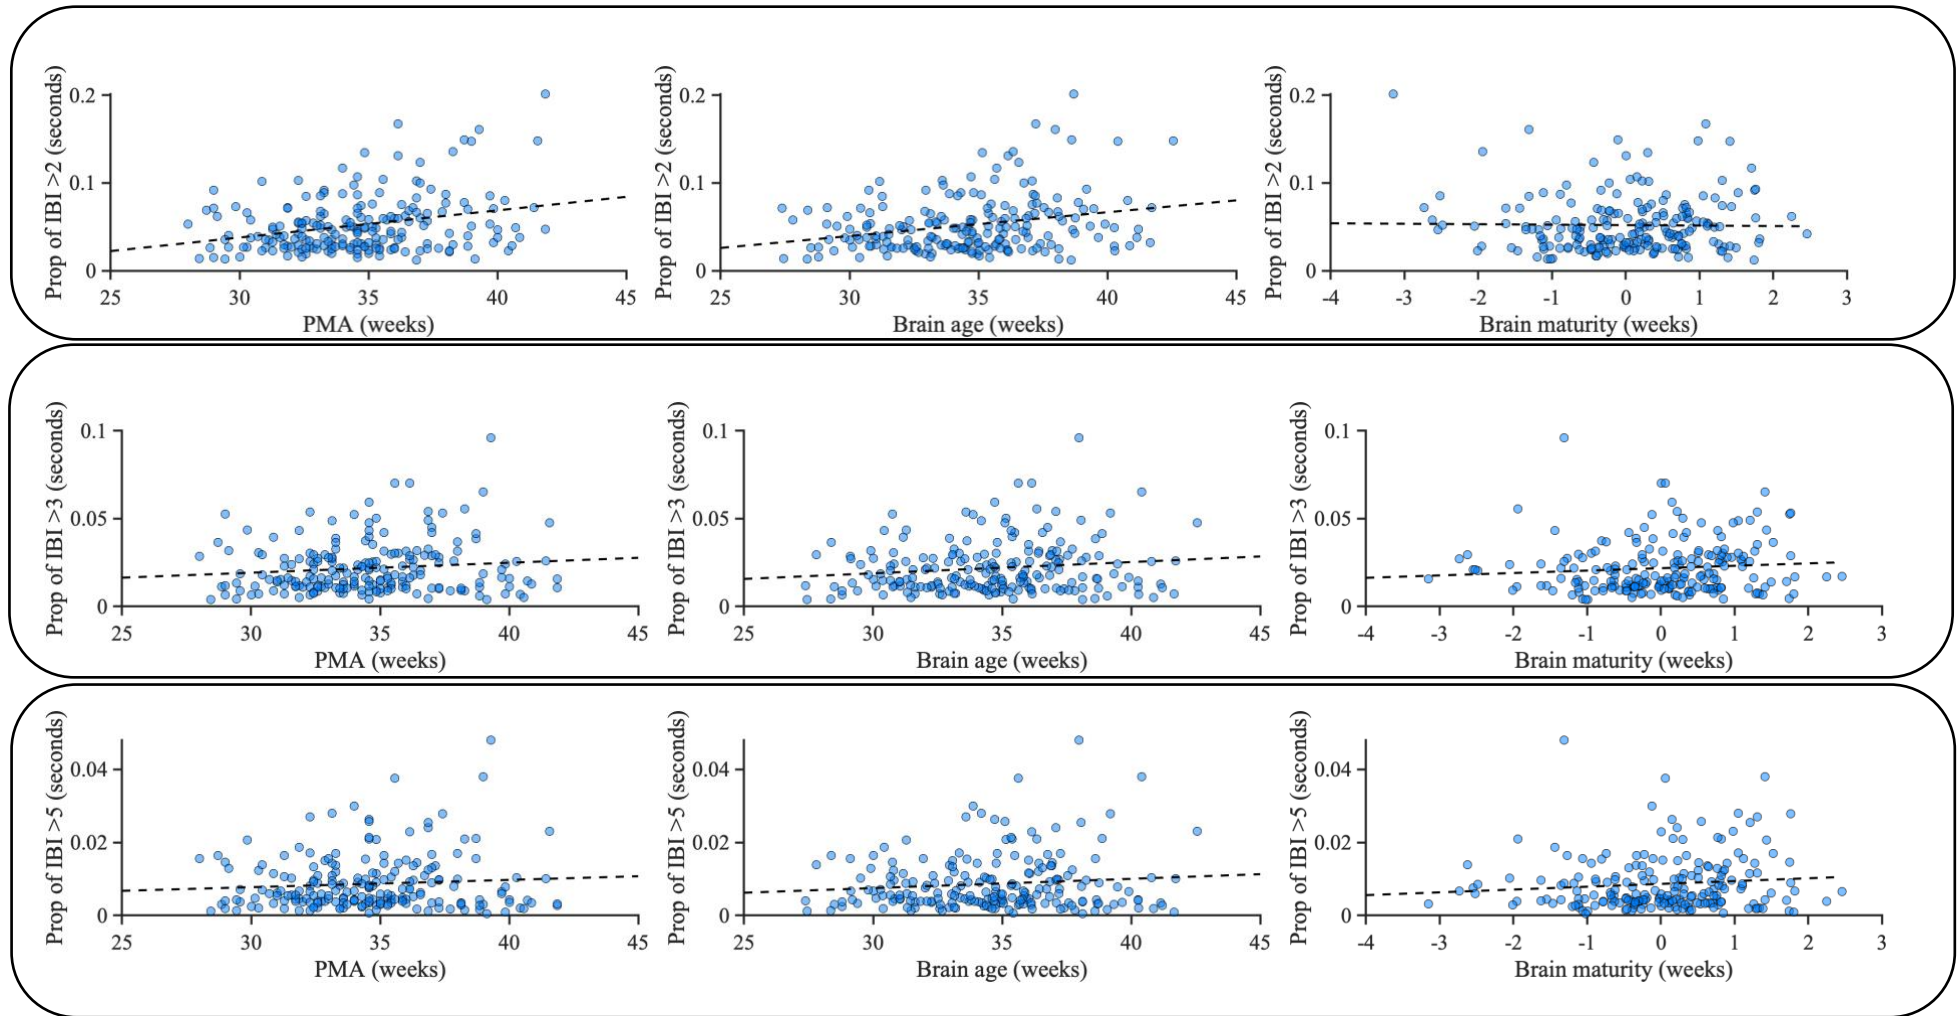 Prop of IBI >2 (seconds)
0.2
0.1
0
25 30 35 40 45
PMA (weeks)
Prop of IBI >2 (seconds)
0.2
0.1
0
25 30 35 40 45
Brain age (weeks)
Prop of IBI >2 (seconds)
0.2
0.1
0
-4 -3 -2 -1 0 1 2 3
Brain maturity (weeks)
Prop of IBI >3 (seconds)
0.1
0.05
0
25 30 35 40 45
PMA (weeks)
Prop of IBI >3 (seconds)
0.1
0.05
0
25 30 35 40 45
Brain age (weeks)
Prop of IBI >3 (seconds)
0.1
0.05
0
-4 -3 -2 -1 0 1 2 3
Brain maturity (weeks)
Prop of IBI >5 (seconds)
0.04
0.02
0
25 30 35 40 45
PMA (weeks)
Prop of IBI >5 (seconds)
0.04
0.02
0
25 30 35 40 45
Brain age (weeks)
Prop of IBI >5 (seconds)
0.04
0.02
0
-4 -3 -2 -1 0 1 2 3
Brain maturity (weeks)